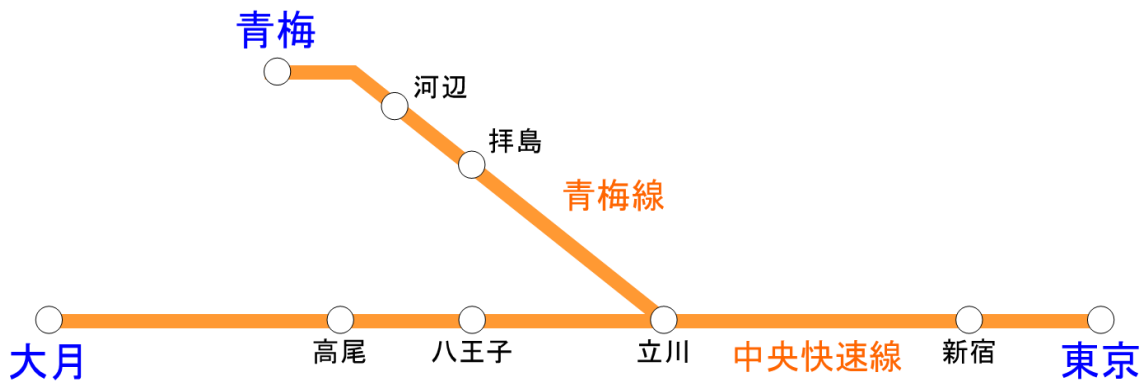 青梅
河辺
拝島
青梅線
大月
高尾
八王子
立川
中央快速線
新宿
東京